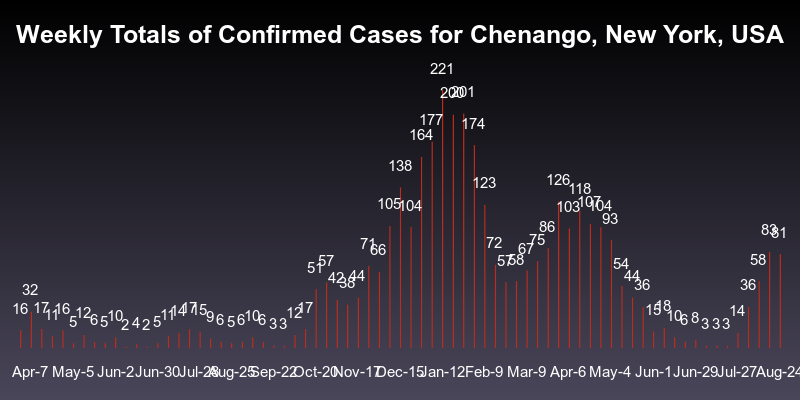 Weekly Totals of Confirmed Cases for Chenango, New York, USA
16 32 17 11 16 5 12 6 5 10 2 4 2 5 11 14 17 15 9 6 5 6 10 6 3 3 12 17 51 57 42 38 44 71 66 105 138 104 164 177 221 200 201 174 123 72 57 58 67 75 86 126 103 118 107 104 93 54 44 36 15 18 10 6 8 3 3 3 14 36 58 83 81
Apr-7 May-5 Jun-2 Jun-30 Jul-28 Aug-25 Sep-22 Oct-20 Nov-17 Dec-15 Jan-12 Feb-9 Mar-9 Apr-6 May-4 Jun-1 Jun-29 Jul-27 Aug-24